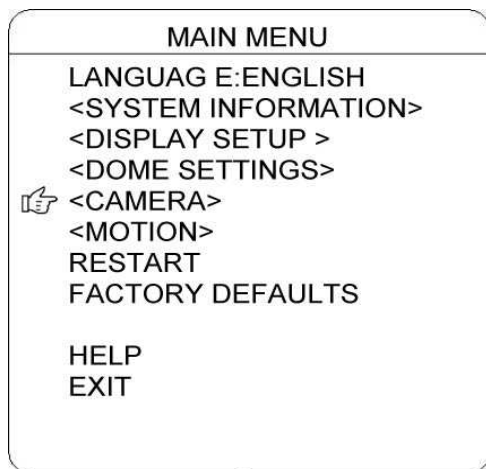 MAIN MENU
LANGUAG E:ENGLISH
<SYSTEM INFORMATION>
<DISPLAY SETUP >
<DOME SETTINGS>
<CAMERA>
<MOTION>
RESTART
FACTORY DEFAULTS
HELP
EXIT